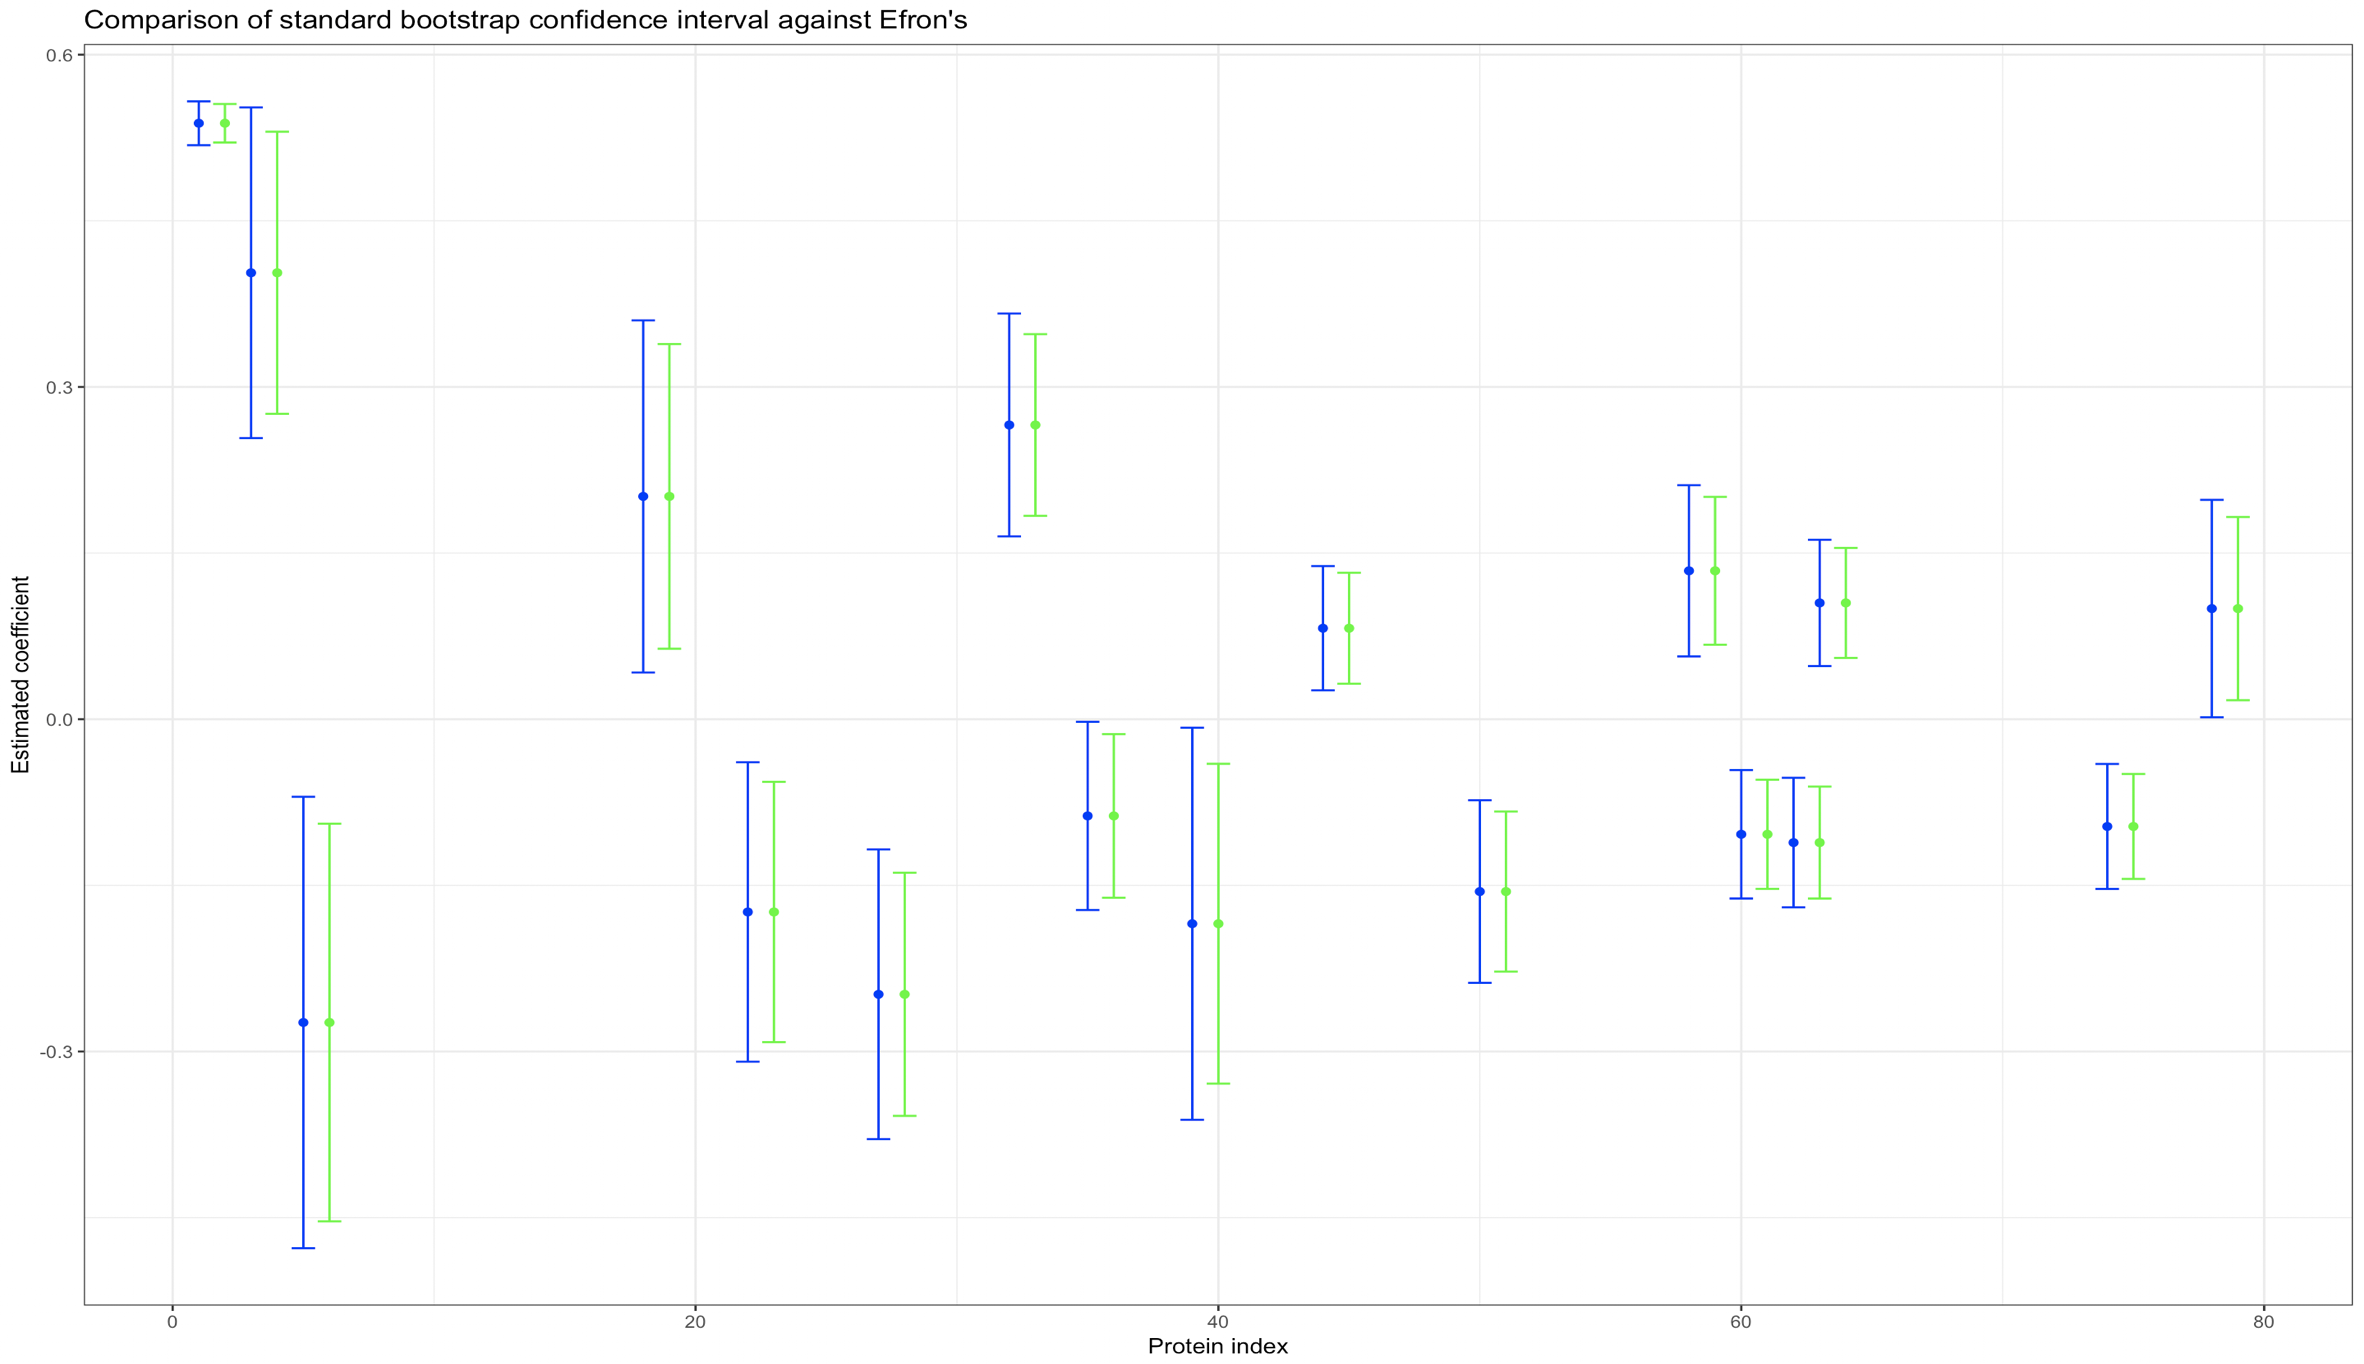 Comparison of standard bootstrap confidence interval against Efron's
0.6
0.3
0.0
-0.3
Estimated coefficient
0 20 40 60 80
Protein index